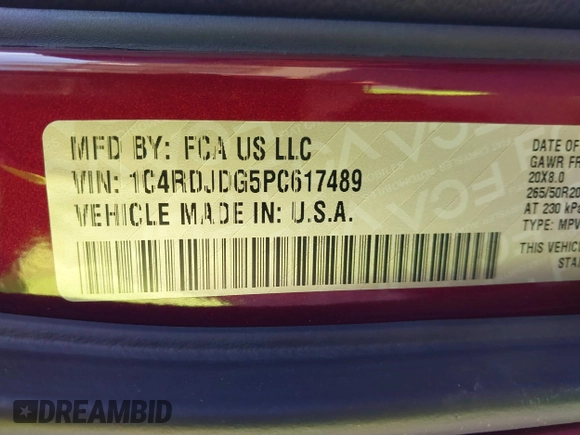 MFD BY: FCA US LLC
VIN: 1C4RDJDG5PC617489
VEHICLE MADE IN: U.S.A.
DATE OF
GAWR FR
20X8.0
265/50R20
AT 230 kPa
TYPE: MPV
THIS VEHICLE
STA
DREAMBID